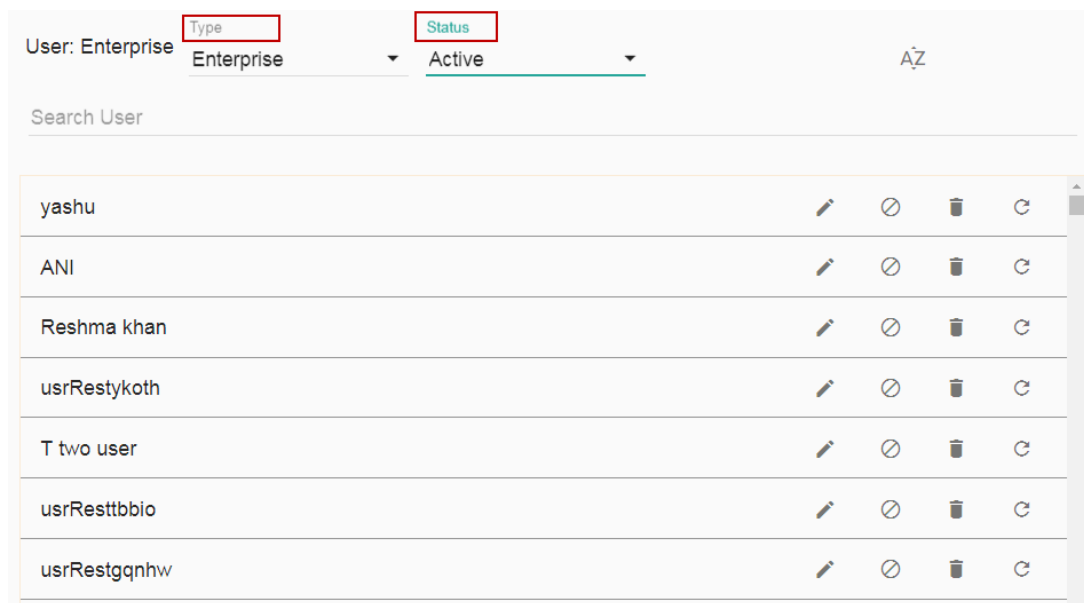 Type
Status
User: Enterprise
Enterprise
Active
AZ
Search User
yashu
ANI
Reshma khan
usrRestykoth
T two user
usrResttbbio
usrRestgqnhw